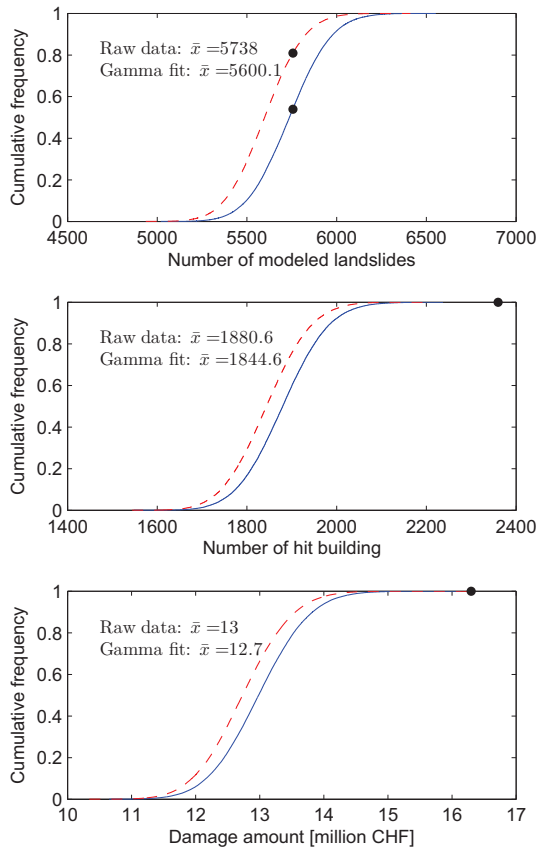 1
0.8
0.6
0.4
0.2
0
Cumulative frequency
Raw data: x̄ =5738
Gamma fit: x̄ =5600.1
4500 5000 5500 6000 6500 7000
Number of modeled landslides
1
0.8
0.6
0.4
0.2
0
Cumulative frequency
Raw data: x̄ =1880.6
Gamma fit: x̄ =1844.6
1400 1600 1800 2000 2200 2400
Number of hit building
1
0.8
0.6
0.4
0.2
0
Cumulative frequency
Raw data: x̄ =13
Gamma fit: x̄ =12.7
10 11 12 13 14 15 16 17
Damage amount [million CHF]